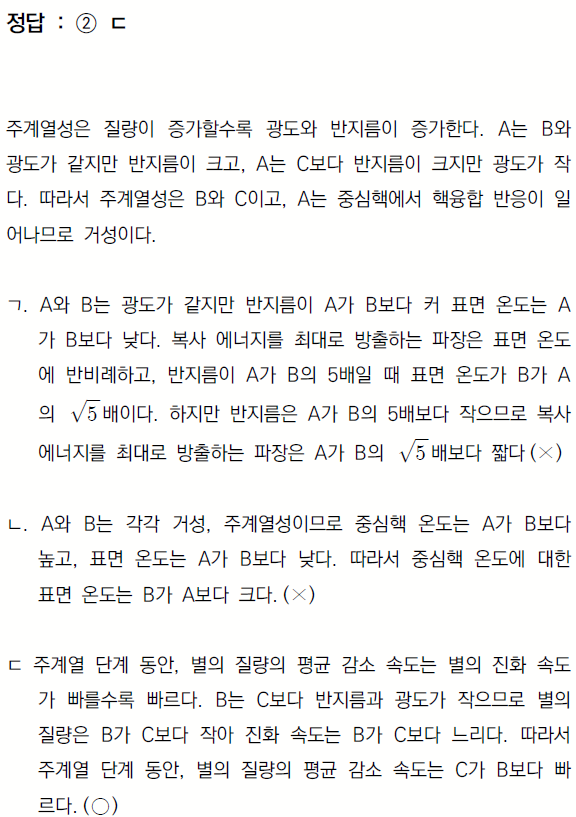 정답 : ② ㄷ
주계열성은 질량이 증가할수록 광도와 반지름이 증가한다. A는 B와
광도가 같지만 반지름이 크고, A는 C보다 반지름이 크지만 광도가 작
다. 따라서 주계열성은 B와 C이고, A는 중심핵에서 핵융합 반응이 일
어나므로 거성이다.
ㄱ. A와 B는 광도가 같지만 반지름이 A가 B보다 커 표면 온도는 A
가 B보다 낮다. 복사 에너지를 최대로 방출하는 파장은 표면 온도
에 반비례하고, 반지름이 A가 B의 5배일 때 표면 온도가 B가 A
의 √5배이다. 하지만 반지름은 A가 B의 5배보다 작으므로 복사
에너지를 최대로 방출하는 파장은 A가 B의 √5배보다 짧다(×)
ㄴ. A와 B는 각각 거성, 주계열성이므로 중심핵 온도는 A가 B보다
높고, 표면 온도는 A가 B보다 낮다. 따라서 중심핵 온도에 대한
표면 온도는 B가 A보다 크다.(×)
ㄷ 주계열 단계 동안, 별의 질량의 평균 감소 속도는 별의 진화 속도
가 빠를수록 빠르다. B는 C보다 반지름과 광도가 작으므로 별의
질량은 B가 C보다 작아 진화 속도는 B가 C보다 느리다. 따라서
주계열 단계 동안, 별의 질량의 평균 감소 속도는 C가 B보다 빠
르다.(○)